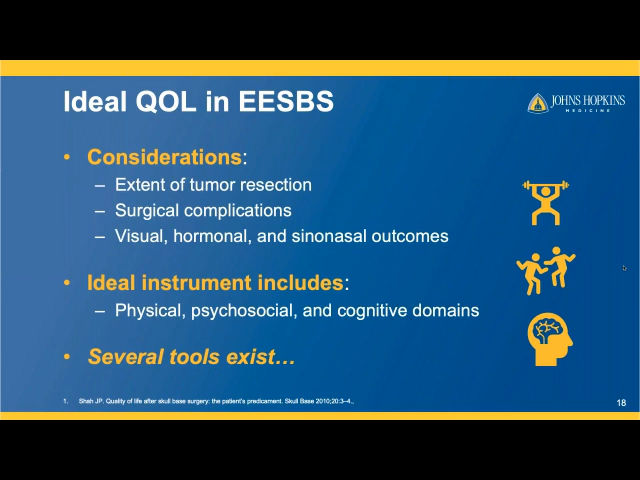 Ideal QOL in EESBS
JOHNS HOPKINS
MEDICINE
• Considerations:
– Extent of tumor resection
– Surgical complications
– Visual, hormonal, and sinonasal outcomes
• Ideal instrument includes:
– Physical, psychosocial, and cognitive domains
• Several tools exist…
1. Shah JP. Quality of life after skull base surgery: the patient's predicament. Skull Base 2010;20:3–4.,
18